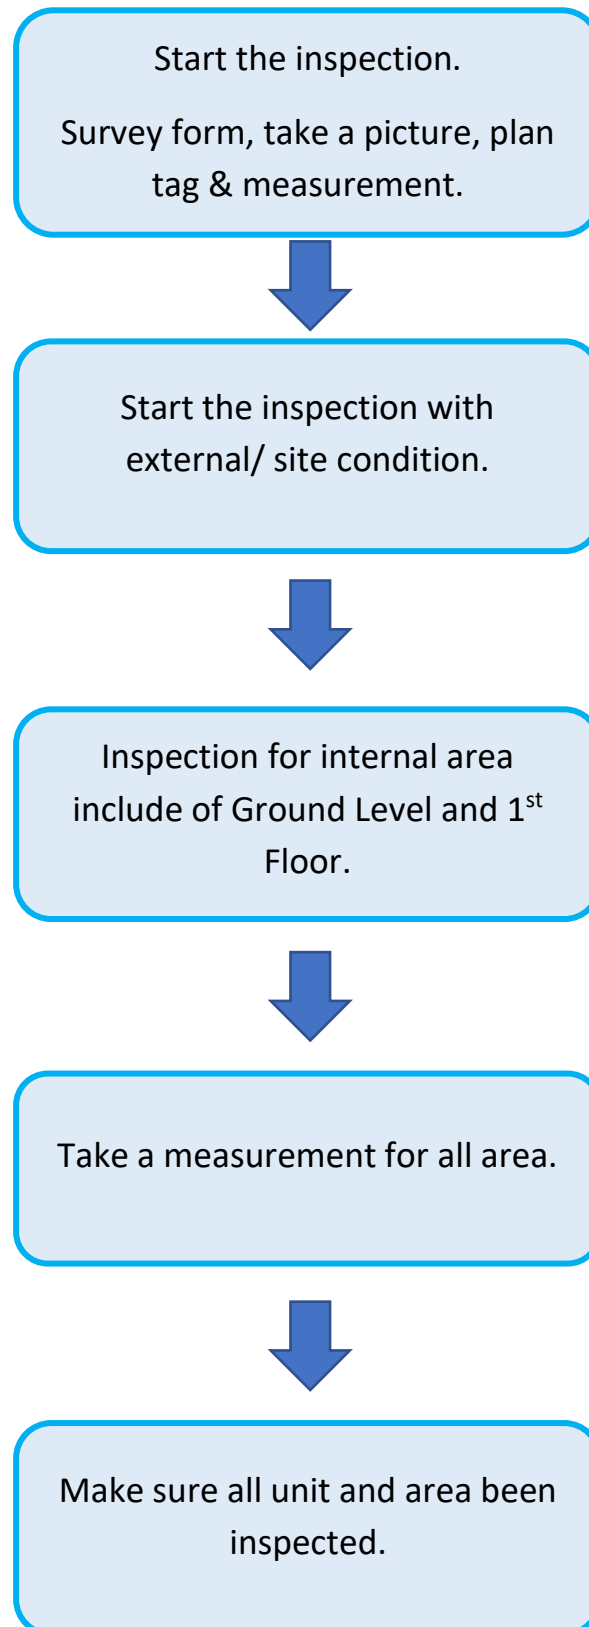 Start the inspection.
Survey form, take a picture, plan
tag & measurement.
Start the inspection with
external/ site condition.
Inspection for internal area
include of Ground Level and 1st
Floor.
Take a measurement for all area.
Make sure all unit and area been
inspected.